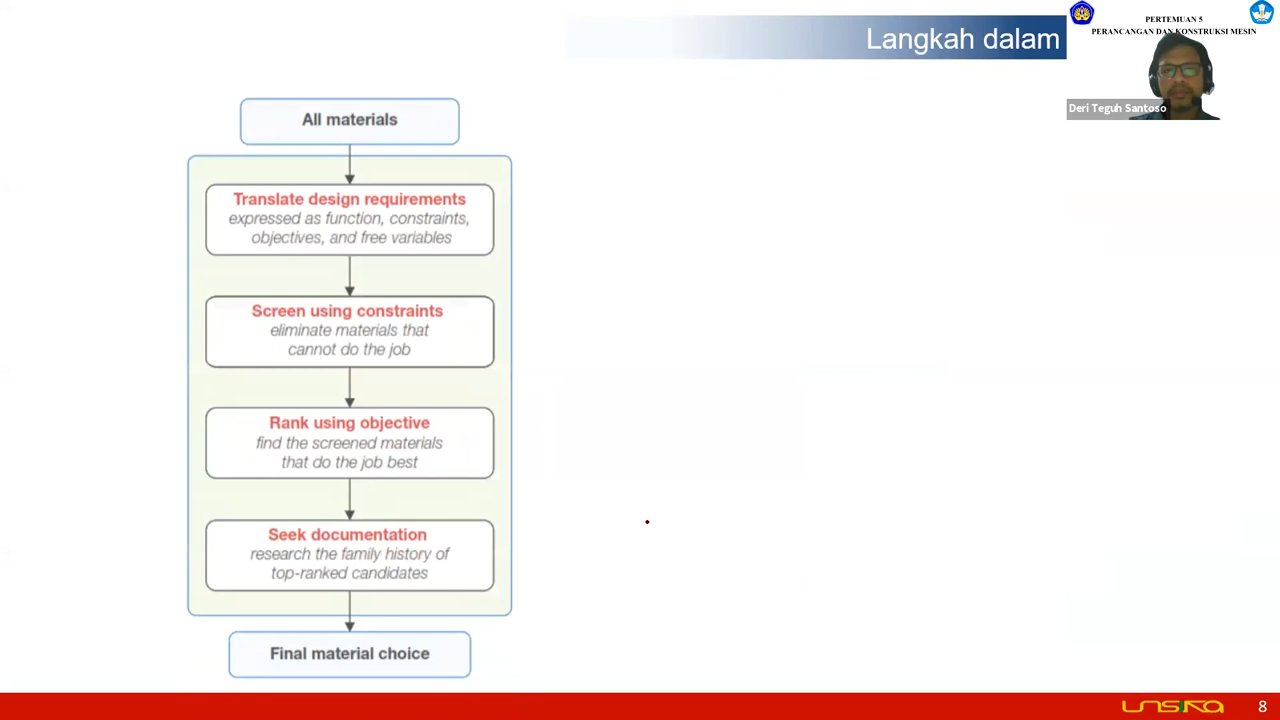 PERTEMUAN 5
PERANCANGAN DAN KONSTRUKSI MESIN
Langkah dalam
Deri Teguh Santoso
All materials
Translate design requirements
expressed as function, constraints,
objectives, and free variables
Screen using constraints
eliminate materials that
cannot do the job
Rank using objective
find the screened materials
that do the job best
Seek documentation
research the family history of
top-ranked candidates
Final material choice
unsika
8